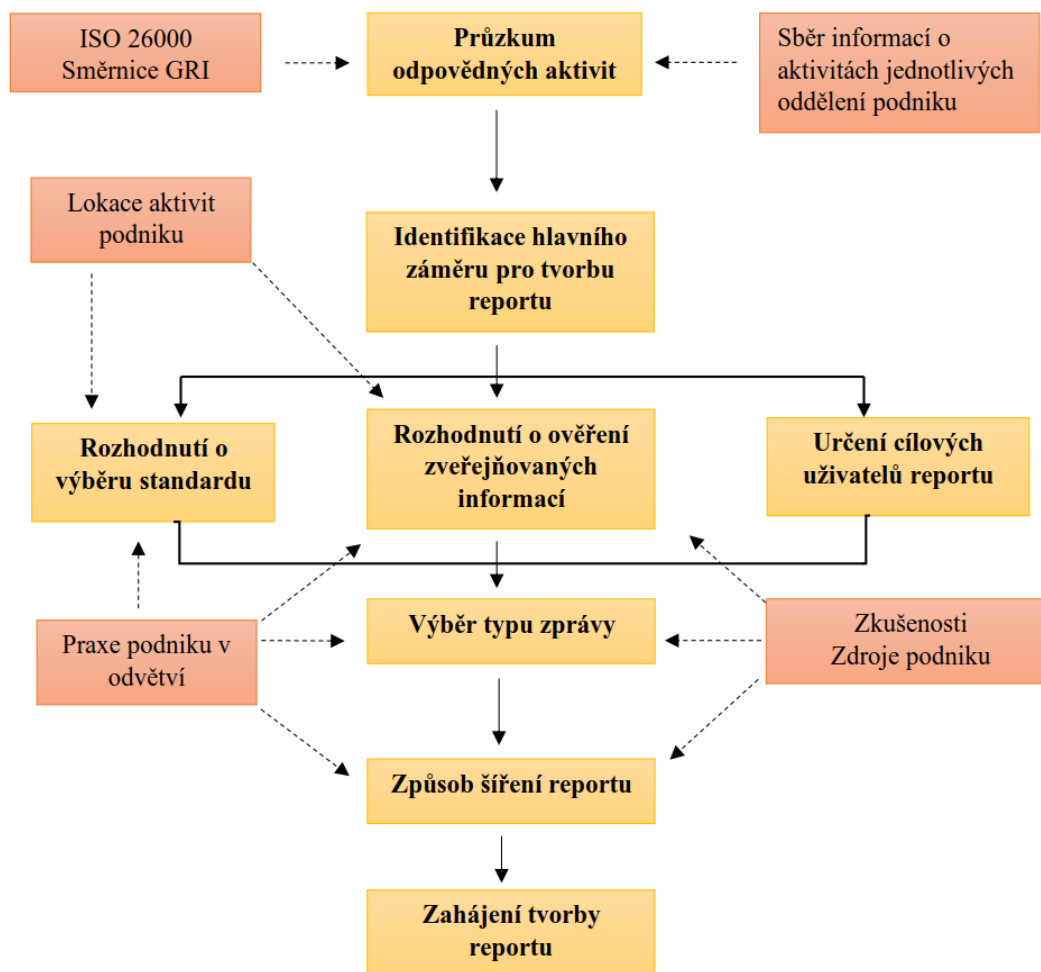 ISO 26000
Směrnice GRI
Průzkum
odpovědných aktivit
Sběr informací o
aktivitách jednotlivých
oddělení podniku
Lokace aktivit
podniku
Identifikace hlavního
záměru pro tvorbu
reportu
Rozhodnutí o
výběru standardu
Rozhodnutí o ověření
zveřejňovaných
informací
Určení cílových
uživatelů reportu
Praxe podniku v
odvětví
Výběr typu zprávy
Zkušenosti
Zdroje podniku
Způsob šíření reportu
Zahájení tvorby
reportu